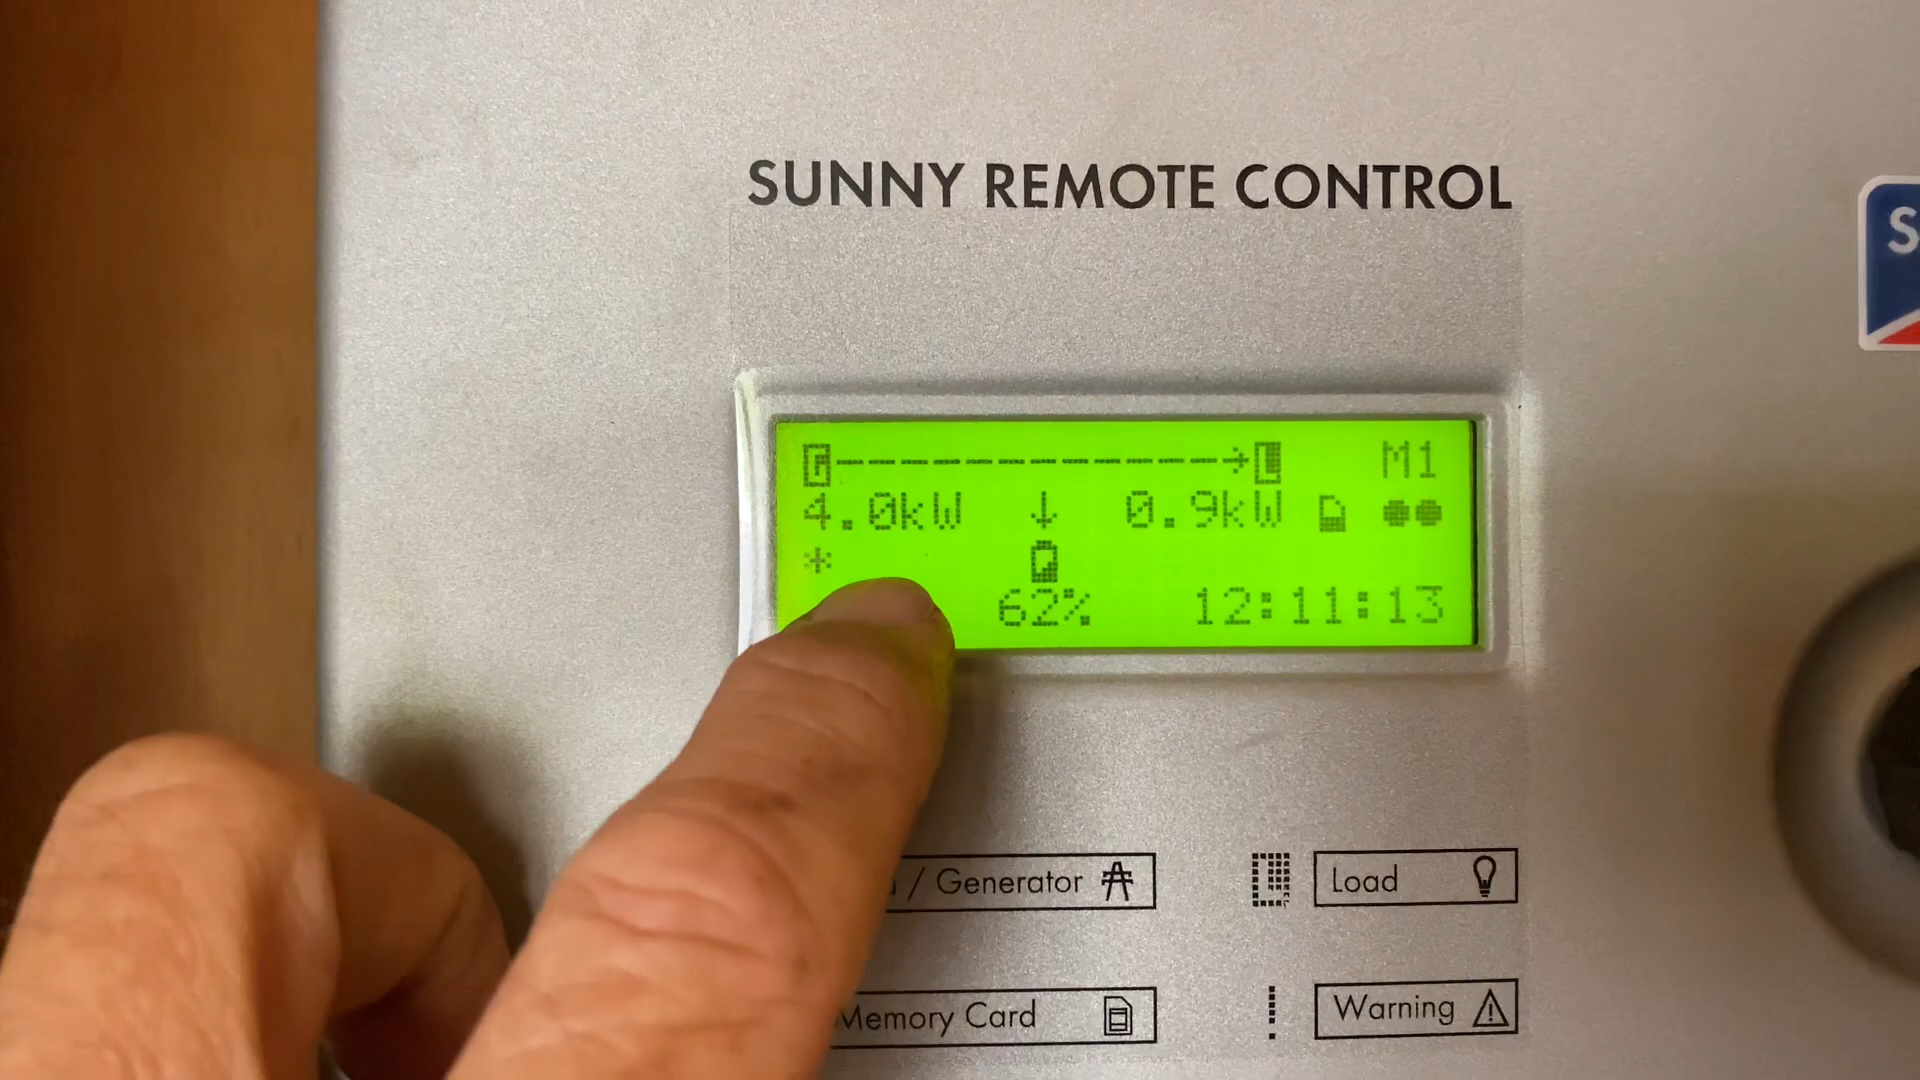 SUNNY REMOTE CONTROL
M1
4.0kW 0.9kW
*
62% 12:11:13
/ Generator
Load
Memory Card
! Warning